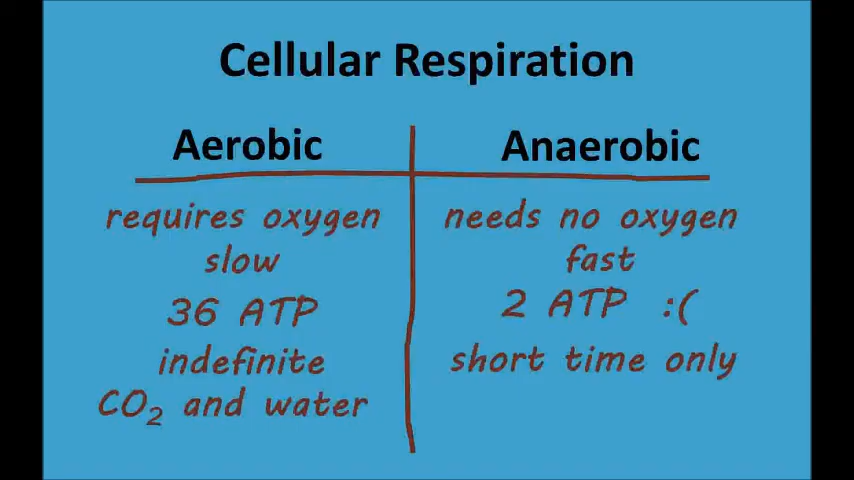 Cellular Respiration
Aerobic
Anaerobic
requires oxygen
needs no oxygen
slow
fast
36 ATP
2 ATP :(
indefinite
short time only
CO₂ and water